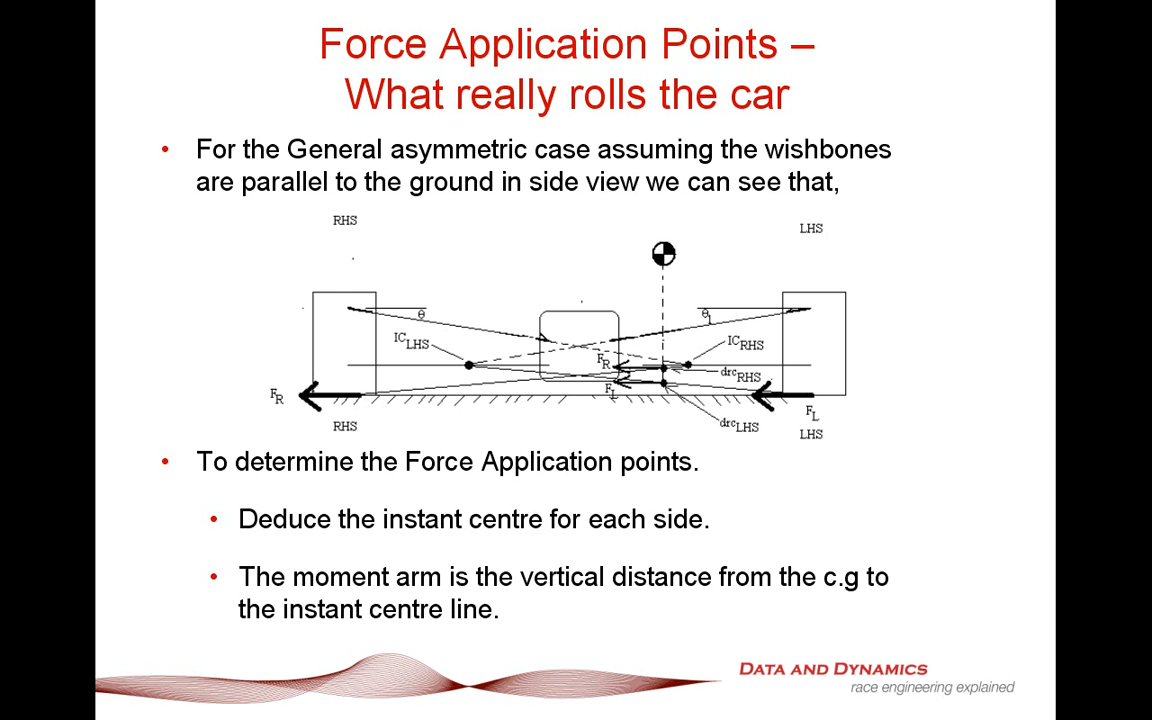 Force Application Points –
What really rolls the car
• For the General asymmetric case assuming the wishbones
are parallel to the ground in side view we can see that,
RHS
LHS
θ
θL
ICLHS
ICRHS
FR
drcRHS
FL
FR
FL
drcLHS
RHS
LHS
• To determine the Force Application points.
• Deduce the instant centre for each side.
• The moment arm is the vertical distance from the c.g to
the instant centre line.
DATA AND DYNAMICS
race engineering explained